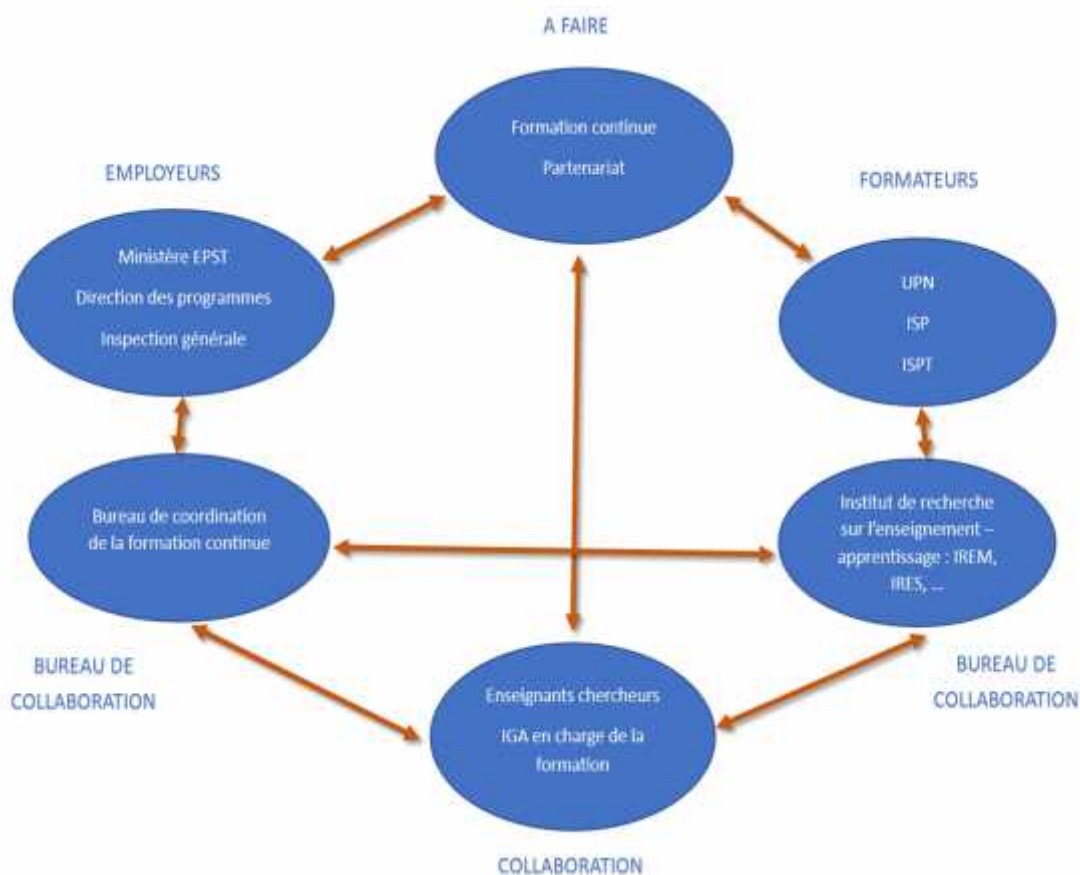 A FAIRE
Formation continue
Partenariat
EMPLOYEURS
FORMATEURS
Ministère EPST
Direction des programmes
Inspection générale
UPN
ISP
ISPT
Bureau de coordination
de la formation continue
Institut de recherche
sur l'enseignement –
apprentissage : IREM,
IRES, ...
BUREAU DE
COLLABORATION
BUREAU DE
COLLABORATION
Enseignants chercheurs
IGA en charge de la
formation
COLLABORATION